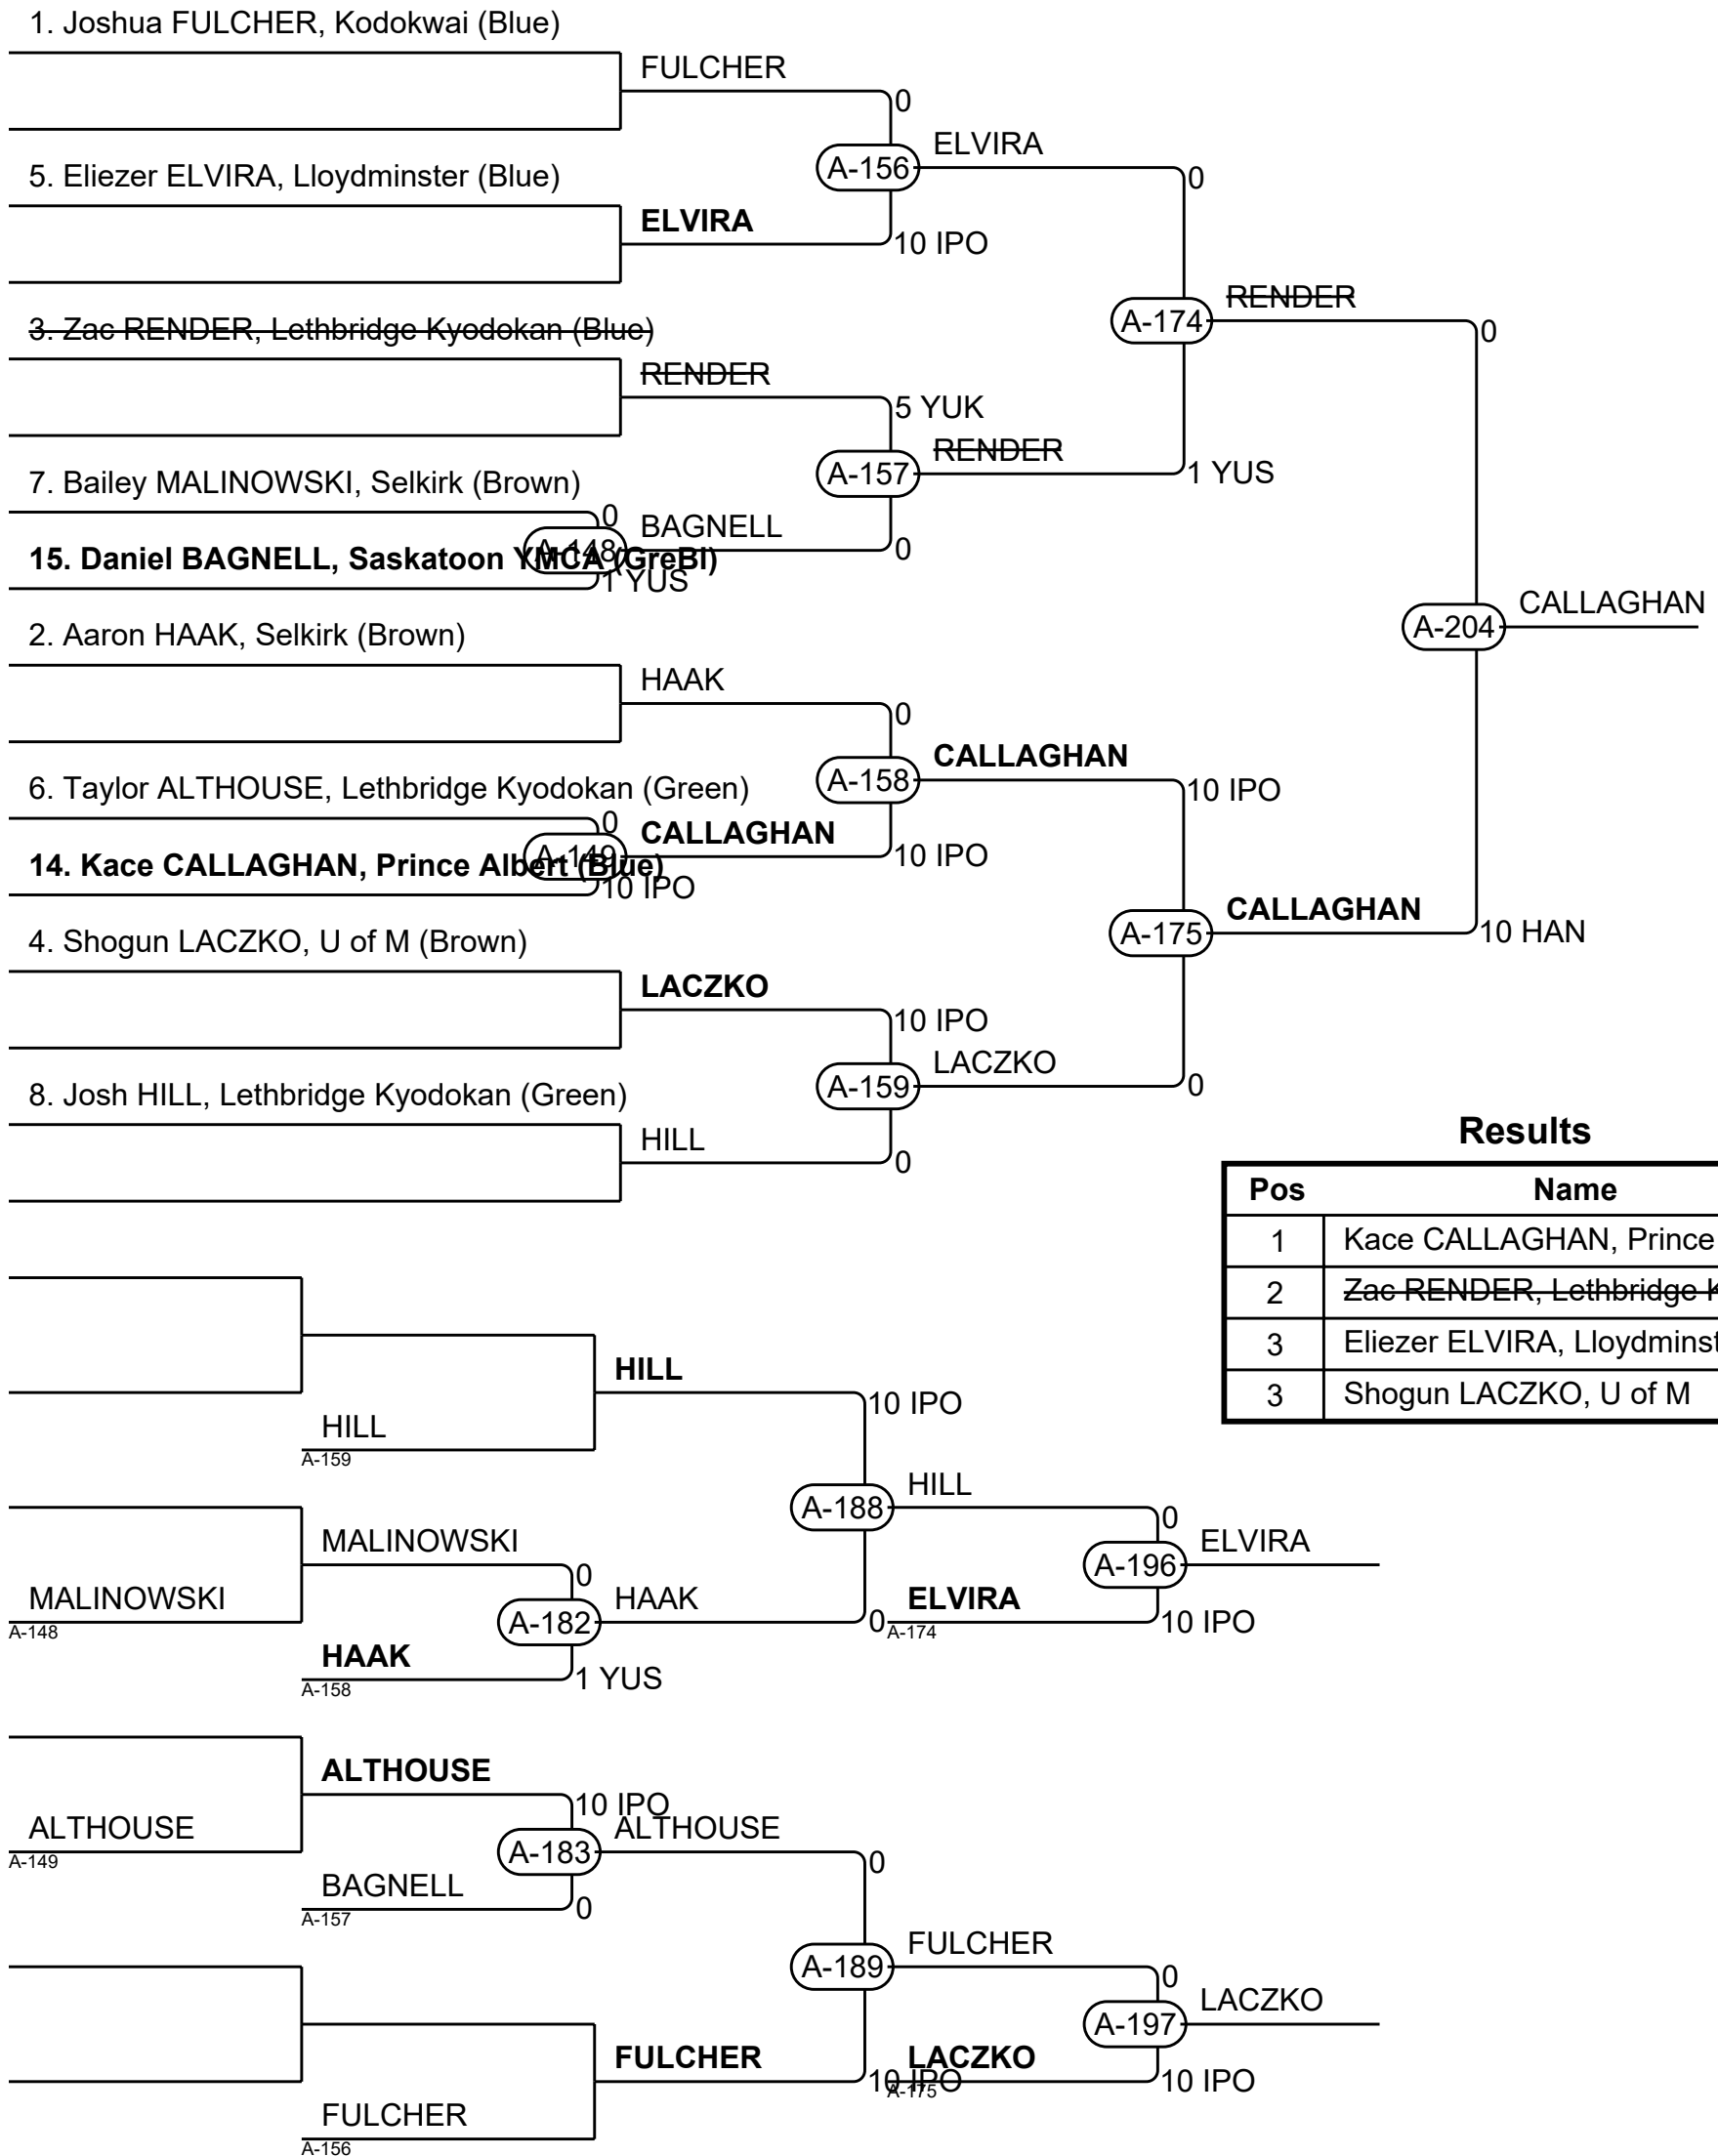 1. Joshua FULCHER, Kodokwai (Blue)
FULCHER
0
ELVIRA
A-156
5. Eliezer ELVIRA, Lloydminster (Blue)
0
ELVIRA
10 IPO
RENDER
3. Zac RENDER, Lethbridge Kyodokan (Blue)
A-174
0
RENDER
5 YUK
RENDER
A-157
1 YUS
7. Bailey MALINOWSKI, Selkirk (Brown)
0
BAGNELL
0
A-148
15. Daniel BAGNELL, Saskatoon YMCA (GreBl)
1 YUS
CALLAGHAN
A-204
2. Aaron HAAK, Selkirk (Brown)
HAAK
0
CALLAGHAN
A-158
10 IPO
6. Taylor ALTHOUSE, Lethbridge Kyodokan (Green)
0
CALLAGHAN
10 IPO
A-149
14. Kace CALLAGHAN, Prince Albert (Blue)
10 IPO
CALLAGHAN
A-175
10 HAN
4. Shogun LACZKO, U of M (Brown)
LACZKO
10 IPO
LACZKO
A-159
0
8. Josh HILL, Lethbridge Kyodokan (Green)
HILL
0
Results
Pos Name
1 Kace CALLAGHAN, Prince
2 Zac RENDER, Lethbridge K
3 Eliezer ELVIRA, Lloydminst
3 Shogun LACZKO, U of M
HILL
10 IPO
HILL
A-159
HILL
A-188
0
MALINOWSKI
0
ELVIRA
A-196
MALINOWSKI
A-148
HAAK
A-182
0
ELVIRA
A-174
10 IPO
HAAK
A-158
1 YUS
ALTHOUSE
10 IPO
ALTHOUSE
ALTHOUSE
A-149
A-183
0
BAGNELL
A-157
0
FULCHER
A-189
0
LACZKO
A-197
FULCHER
10 IPO
LACZKO
A-175
10 IPO
FULCHER
A-156